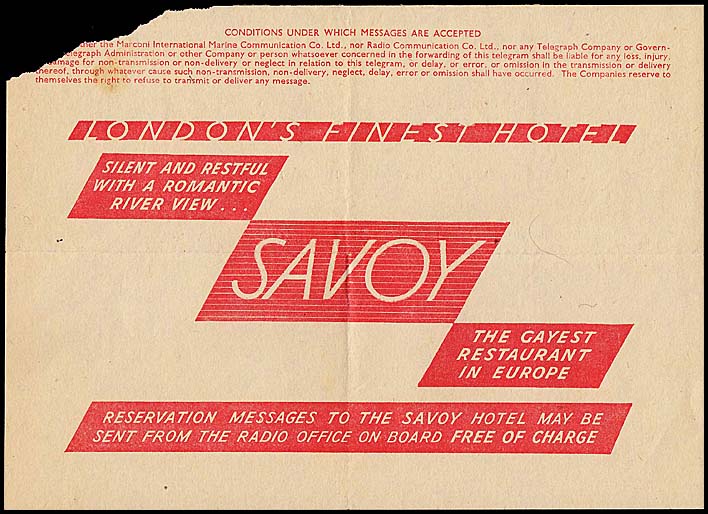 CONDITIONS UNDER WHICH MESSAGES ARE ACCEPTED
the Marconi International Marine Communication Co. Ltd., nor Radio Communication Co. Ltd., nor any Telegraph Company or Govern-
Administration or other Company or person whatsoever concerned in the forwarding of this telegram shall be liable for any loss, injury,
for non-transmission or non-delivery or neglect in relation to this telegram, or delay, or error, or omission in the transmission or delivery
thereof, through whatever cause such non-transmission, non-delivery, neglect, delay, error or omission shall have occurred. The Companies reserve to
themselves the right to refuse to transmit or deliver any message.
LONDON'S FINEST HOTEL
SILENT AND RESTFUL
WITH A ROMANTIC
RIVER VIEW...
SAVOY
THE GAYEST
RESTAURANT
IN EUROPE
RESERVATION MESSAGES TO THE SAVOY HOTEL MAY BE
SENT FROM THE RADIO OFFICE ON BOARD FREE OF CHARGE